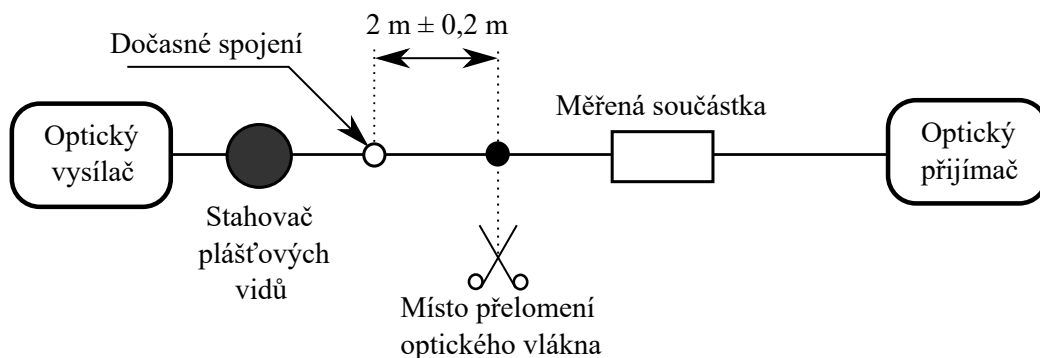 2 m ± 0,2 m
Dočasné spojení
Měřená součástka
Optický
vysílač
Optický
přijímač
Stahovač
plášťových
vidů
Místo přelomení
optického vlákna